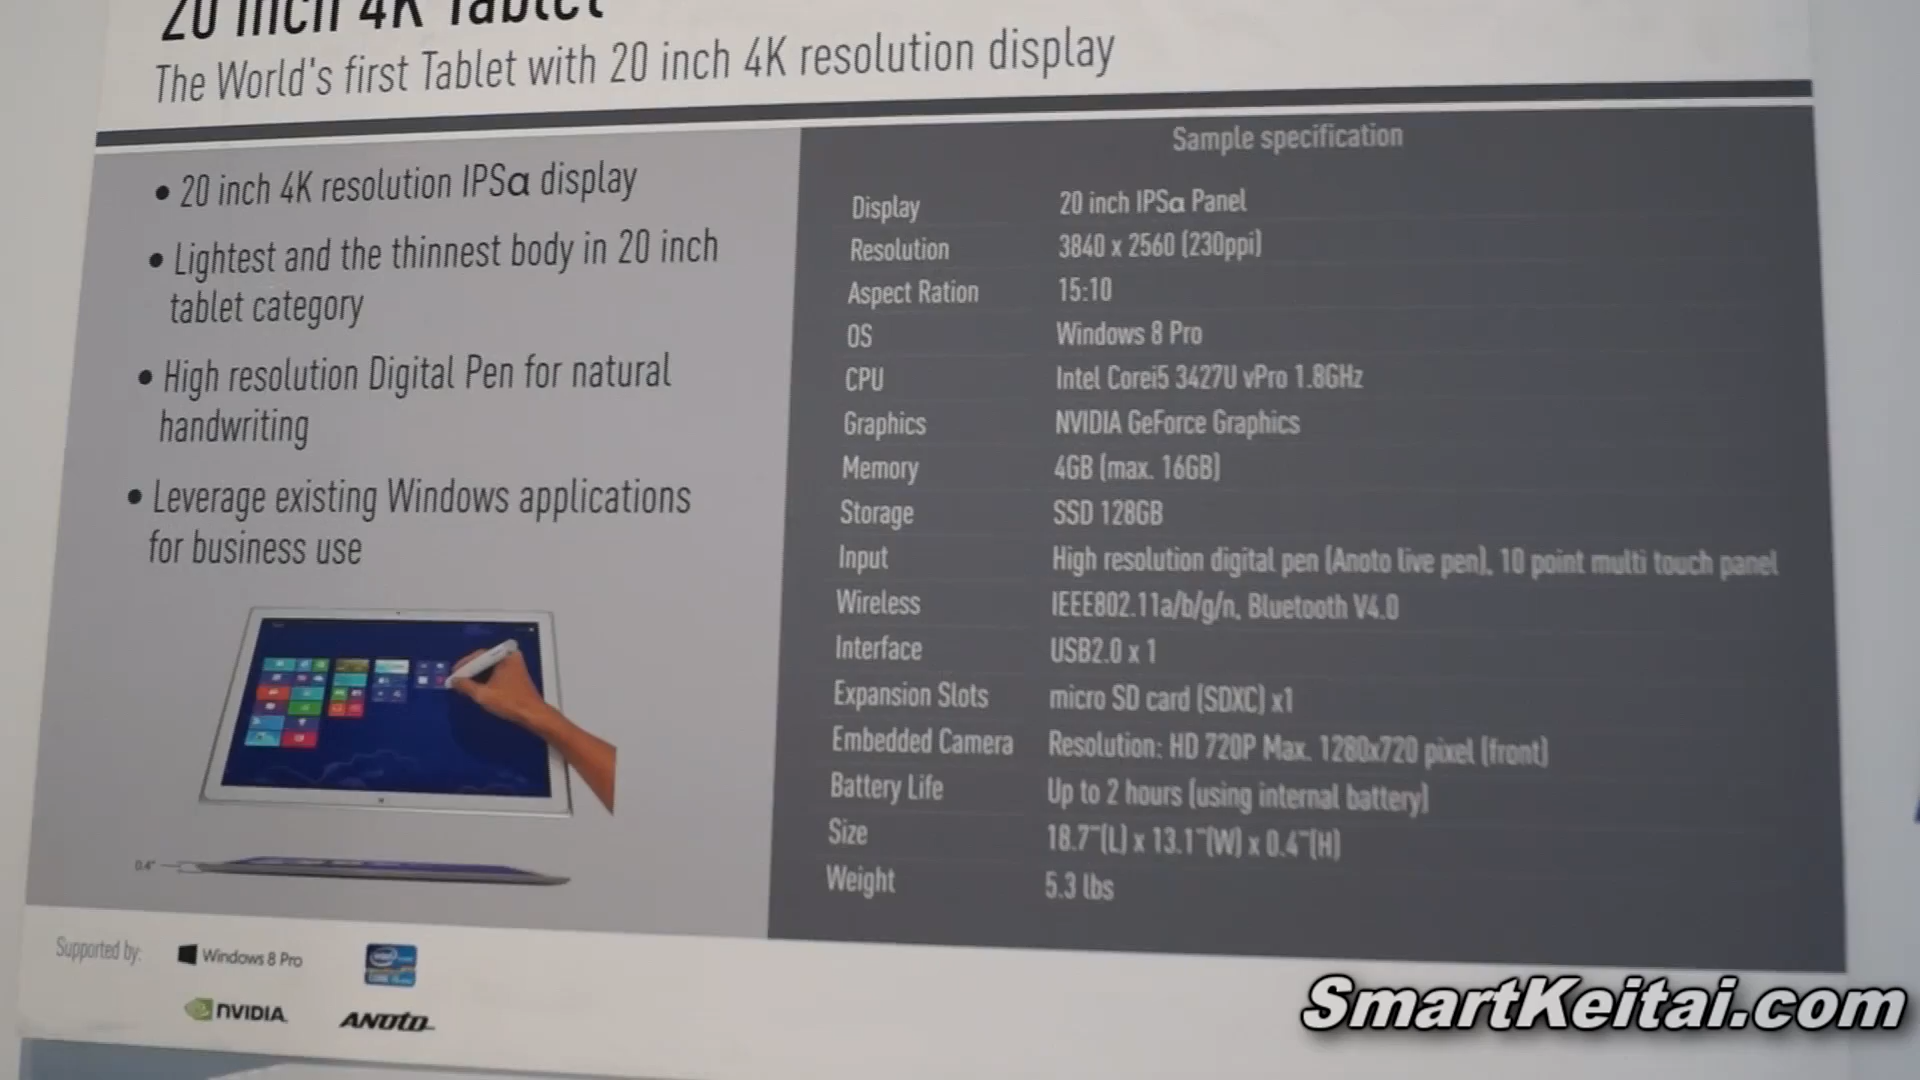 20 inch 4K Tablet
The World's first Tablet with 20 inch 4K resolution display
• 20 inch 4K resolution IPSα display
• Lightest and the thinnest body in 20 inch
tablet category
• High resolution Digital Pen for natural
handwriting
• Leverage existing Windows applications
for business use
0.4"
Supported by:
Windows 8 Pro
intel
NVIDIA
ANOTO
Sample specification
Display 20 inch IPSα Panel
Resolution 3840 x 2560 (230ppi)
Aspect Ration 15:10
OS Windows 8 Pro
CPU Intel Corei5 3427U vPro 1.8GHz
Graphics NVIDIA GeForce Graphics
Memory 4GB (max. 16GB)
Storage SSD 128GB
Input High resolution digital pen (Anoto live pen), 10 point multi touch panel
Wireless IEEE802.11a/b/g/n, Bluetooth V4.0
Interface USB2.0 x 1
Expansion Slots micro SD card (SDXC) x1
Embedded Camera Resolution: HD 720P Max. 1280x720 pixel (front)
Battery Life Up to 2 hours (using internal battery)
Size 18.7"(L) x 13.1"(W) x 0.4"(H)
Weight 5.3 lbs
SmartKeitai.com